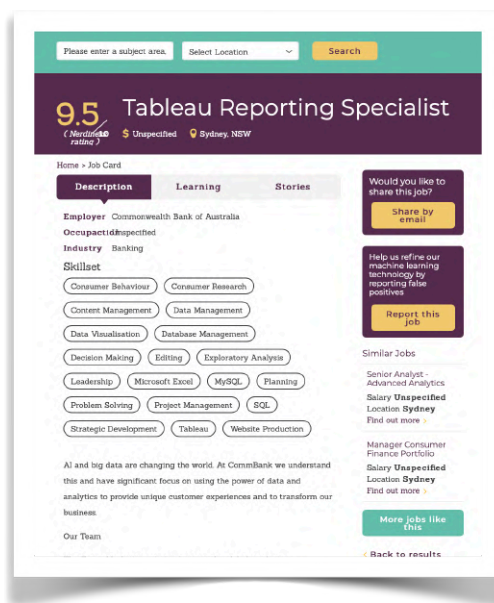 Please enter a subject area.
Select Location
Search
9.5
( Nerdiness 10
rating )
Tableau Reporting Specialist
$ Unspecified Sydney, NSW
Home > Job Card
Description Learning Stories
Employer Commonwealth Bank of Australia
Occupation Unspecified
Industry Banking
Skillset
Consumer Behaviour Consumer Research
Content Management Data Management
Data Visualisation Database Management
Decision Making Editing Exploratory Analysis
Leadership Microsoft Excel MySQL Planning
Problem Solving Project Management SQL
Strategic Development Tableau Website Production
AI and big data are changing the world. At CommBank we understand
this and have significant focus on using the power of data and
analytics to provide unique customer experiences and to transform our
business.
Our Team
Would you like to
share this job?
Share by
email
Help us refine our
machine learning
technology by
reporting false
positives
Report this
job
Similar Jobs
Senior Analyst -
Advanced Analytics
Salary Unspecified
Location Sydney
Find out more >
Manager Consumer
Finance Portfolio
Salary Unspecified
Location Sydney
Find out more >
More jobs like
this
< Back to results